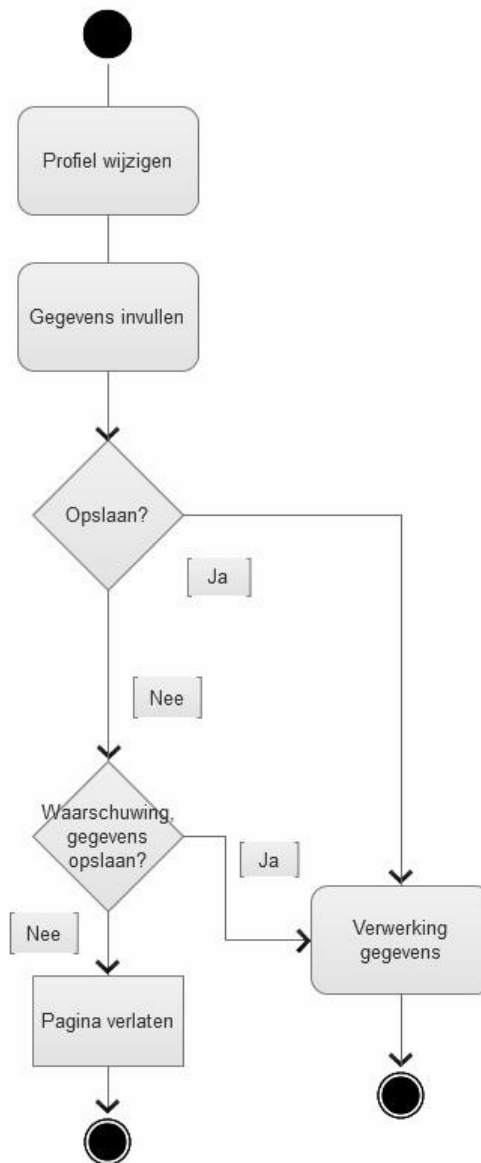 Profiel wijzigen
Gegevens invullen
Opslaan?
[ Ja ]
[ Nee ]
Waarschuwing,
gegevens
opslaan?
[ Ja ]
[ Nee ]
Verwerking
gegevens
Pagina verlaten